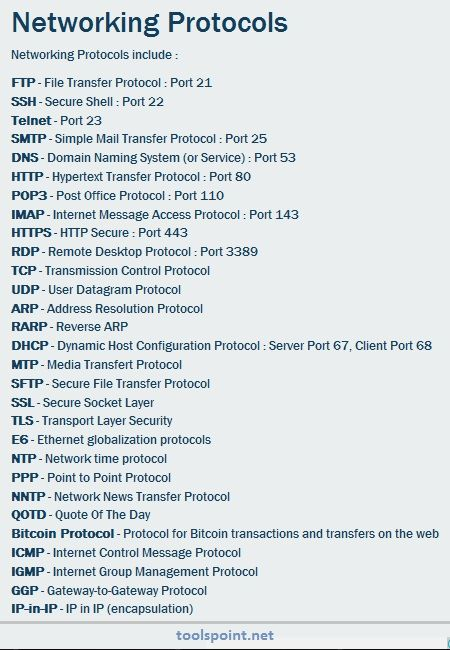 Networking Protocols
Networking Protocols include :
FTP - File Transfer Protocol : Port 21
SSH - Secure Shell : Port 22
Telnet - Port 23
SMTP - Simple Mail Transfer Protocol : Port 25
DNS - Domain Naming System (or Service) : Port 53
HTTP - Hypertext Transfer Protocol : Port 80
POP3 - Post Office Protocol : Port 110
IMAP - Internet Message Access Protocol : Port 143
HTTPS - HTTP Secure : Port 443
RDP - Remote Desktop Protocol : Port 3389
TCP - Transmission Control Protocol
UDP - User Datagram Protocol
ARP - Address Resolution Protocol
RARP - Reverse ARP
DHCP - Dynamic Host Configuration Protocol : Server Port 67, Client Port 68
MTP - Media Transfert Protocol
SFTP - Secure File Transfer Protocol
SSL - Secure Socket Layer
TLS - Transport Layer Security
E6 - Ethernet globalization protocols
NTP - Network time protocol
PPP - Point to Point Protocol
NNTP - Network News Transfer Protocol
QOTD - Quote Of The Day
Bitcoin Protocol - Protocol for Bitcoin transactions and transfers on the web
ICMP - Internet Control Message Protocol
IGMP - Internet Group Management Protocol
GGP - Gateway-to-Gateway Protocol
IP-in-IP - IP in IP (encapsulation)
toolspoint.net